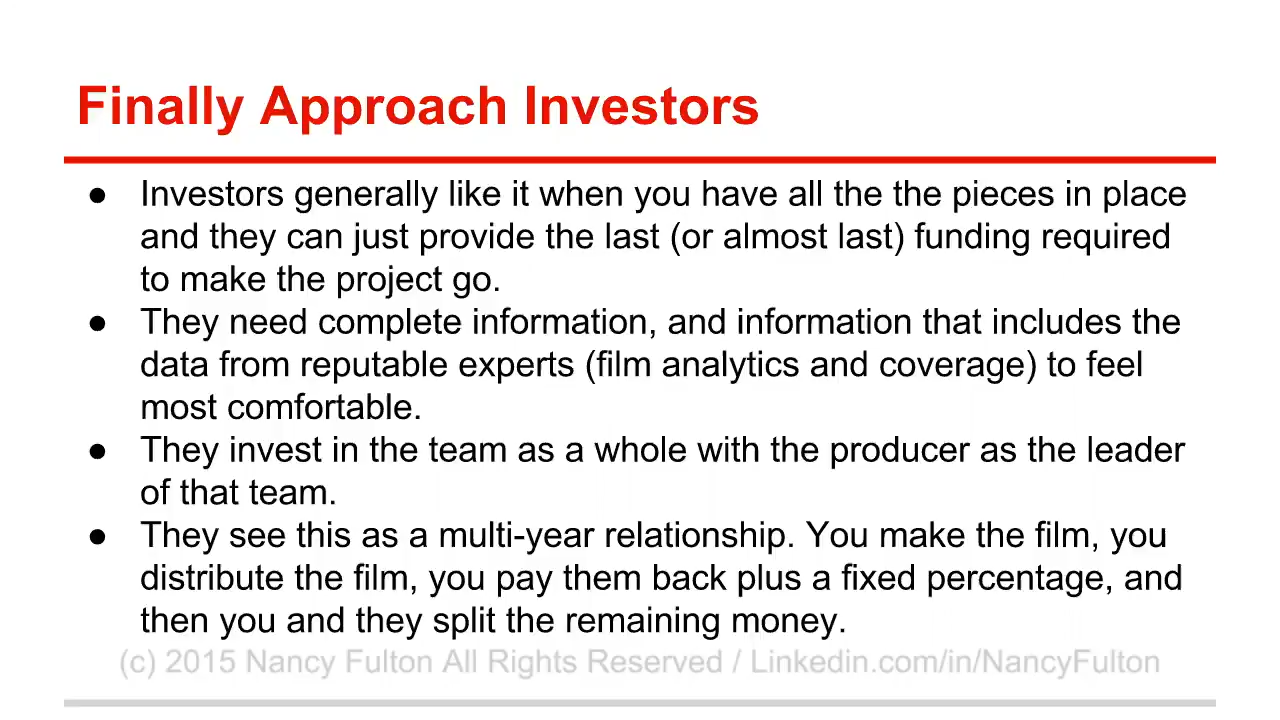 Finally Approach Investors
● Investors generally like it when you have all the the pieces in place
and they can just provide the last (or almost last) funding required
to make the project go.
● They need complete information, and information that includes the
data from reputable experts (film analytics and coverage) to feel
most comfortable.
● They invest in the team as a whole with the producer as the leader
of that team.
● They see this as a multi-year relationship. You make the film, you
distribute the film, you pay them back plus a fixed percentage, and
then you and they split the remaining money.
(c) 2015 Nancy Fulton All Rights Reserved / Linkedin.com/in/NancyFulton